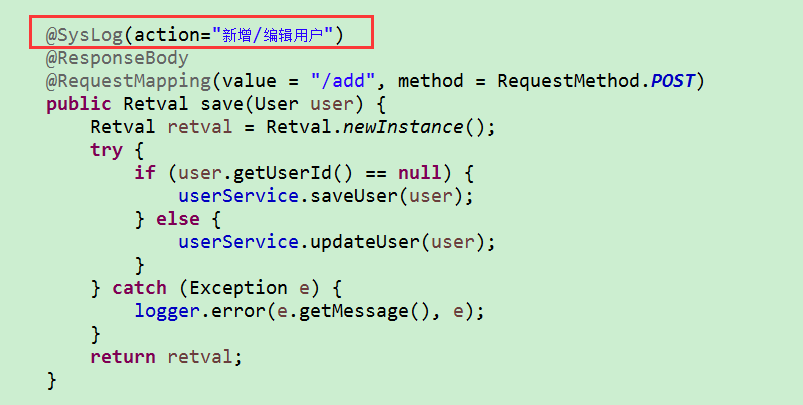 @SysLog(action="新增/编辑用户")
@ResponseBody
@RequestMapping(value = "/add", method = RequestMethod.POST)
public Retval save(User user) {
    Retval retval = Retval.newInstance();
    try {
        if (user.getUserId() == null) {
            userService.saveUser(user);
        } else {
            userService.updateUser(user);
        }
    } catch (Exception e) {
        logger.error(e.getMessage(), e);
    }
    return retval;
}